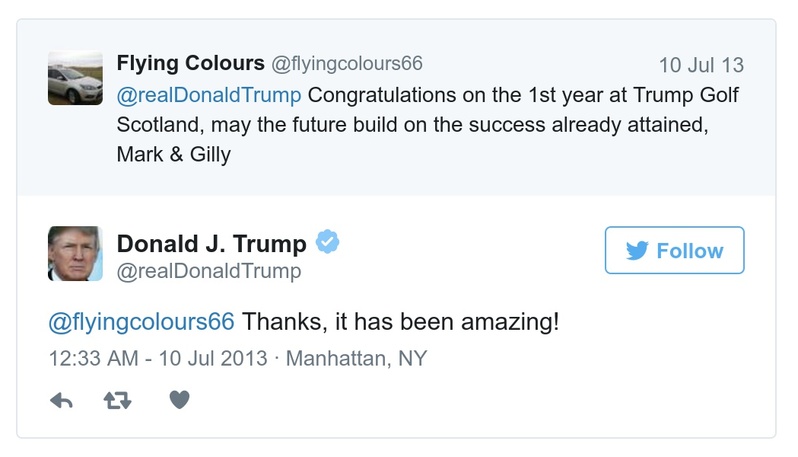 Flying Colours @flyingcolours66 10 Jul 13
@realDonaldTrump Congratulations on the 1st year at Trump Golf
Scotland, may the future build on the success already attained,
Mark & Gilly
Donald J. Trump
@realDonaldTrump
Follow
@flyingcolours66 Thanks, it has been amazing!
12:33 AM - 10 Jul 2013 · Manhattan, NY